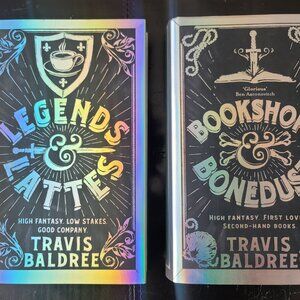 LEGENDS
&
LATTES
HIGH FANTASY. LOW STAKES.
GOOD COMPANY.
TRAVIS
BALDREE
'Glorious'
Ben Aaronovitch
BOOKSHOPS
&
BONEDUST
HIGH FANTASY. FIRST LOVE.
SECOND-HAND BOOKS.
TRAVIS
BALDREE